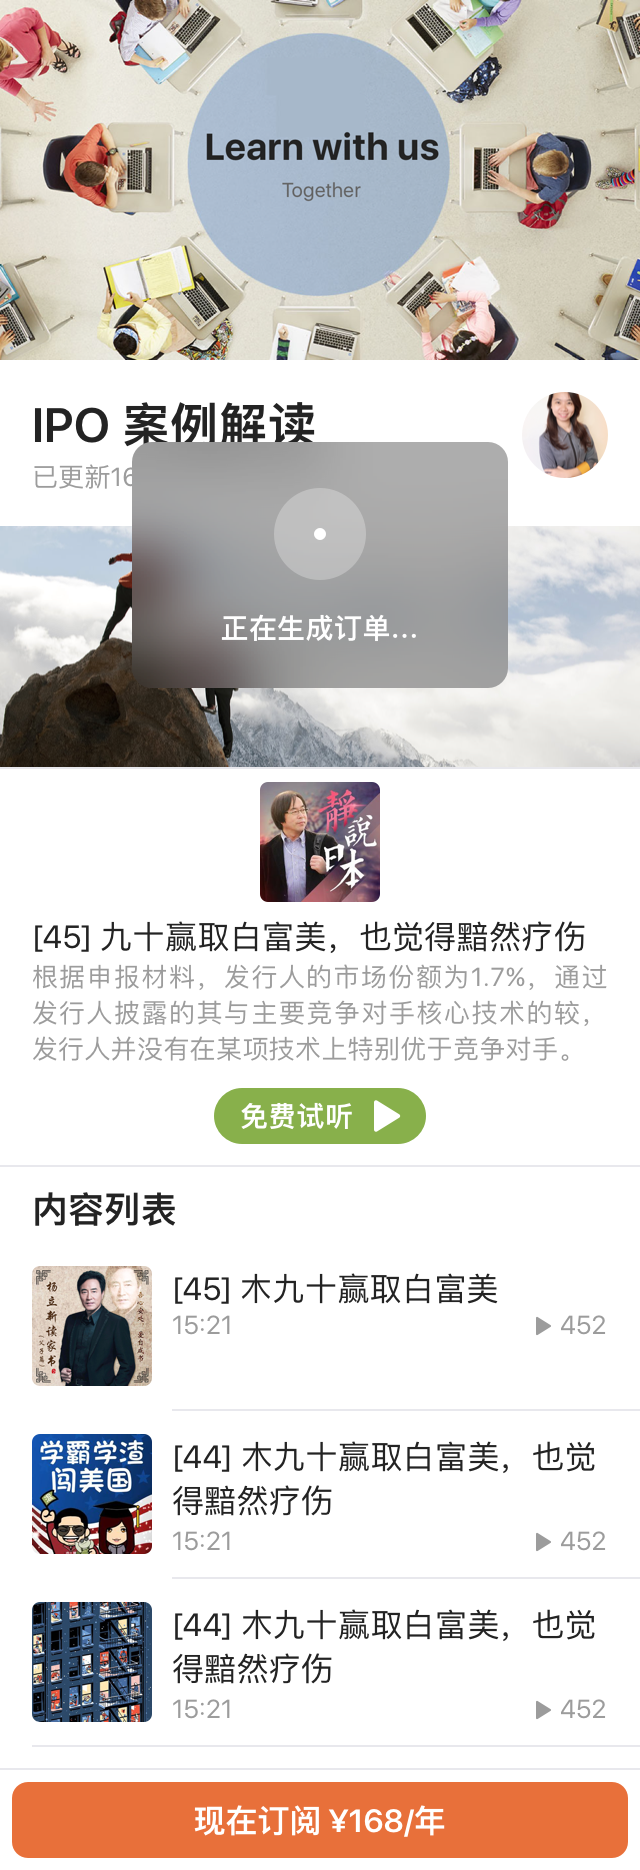 Learn with us
Together
IPO 案例解读
已更新16
正在生成订单...
静
說
日
本
[45] 九十赢取白富美，也觉得黯然疗伤
根据申报材料，发行人的市场份额为1.7%，通过
发行人披露的其与主要竞争对手核心技术的较，
发行人并没有在某项技术上特别优于竞争对手。
免费试听
内容列表
杨立新读家书
[45] 木九十赢取白富美
15:21
452
学霸学渣
闯美国
[44] 木九十赢取白富美，也觉
得黯然疗伤
15:21
452
[44] 木九十赢取白富美，也觉
得黯然疗伤
15:21
452
现在订阅 ¥168/年